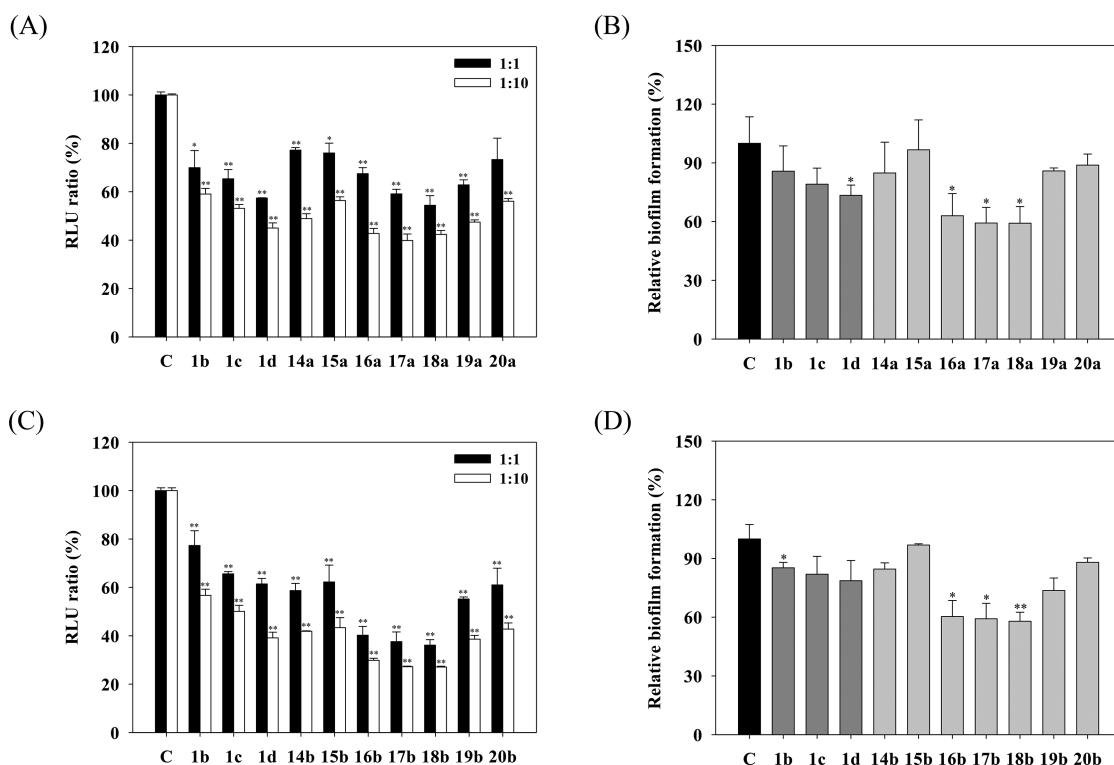 (A)
120
100
80
60
40
20
0
RLU ratio (%)
1:1
1:10
* ** ** ** ** ** ** ** * ** ** ** ** ** ** ** ** ** **
C 1b 1c 1d 14a 15a 16a 17a 18a 19a 20a
(B)
150
120
90
60
30
0
Relative biofilm formation (%)
* * * *
C 1b 1c 1d 14a 15a 16a 17a 18a 19a 20a
(C)
120
100
80
60
40
20
0
RLU ratio (%)
1:1
1:10
** ** ** ** ** ** ** ** ** ** ** ** ** ** ** ** ** ** ** **
C 1b 1c 1d 14b 15b 16b 17b 18b 19b 20b
(D)
150
120
90
60
30
0
Relative biofilm formation (%)
* * * **
C 1b 1c 1d 14b 15b 16b 17b 18b 19b 20b